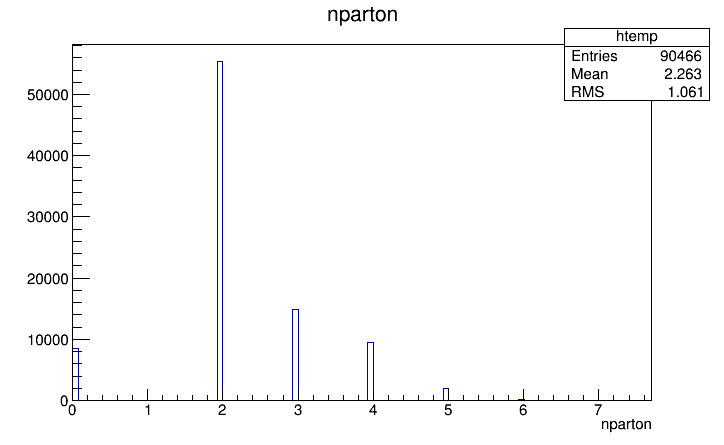 nparton
htemp
Entries 90466
Mean 2.263
RMS 1.061
50000
40000
30000
20000
10000
0
0 1 2 3 4 5 6 7
nparton